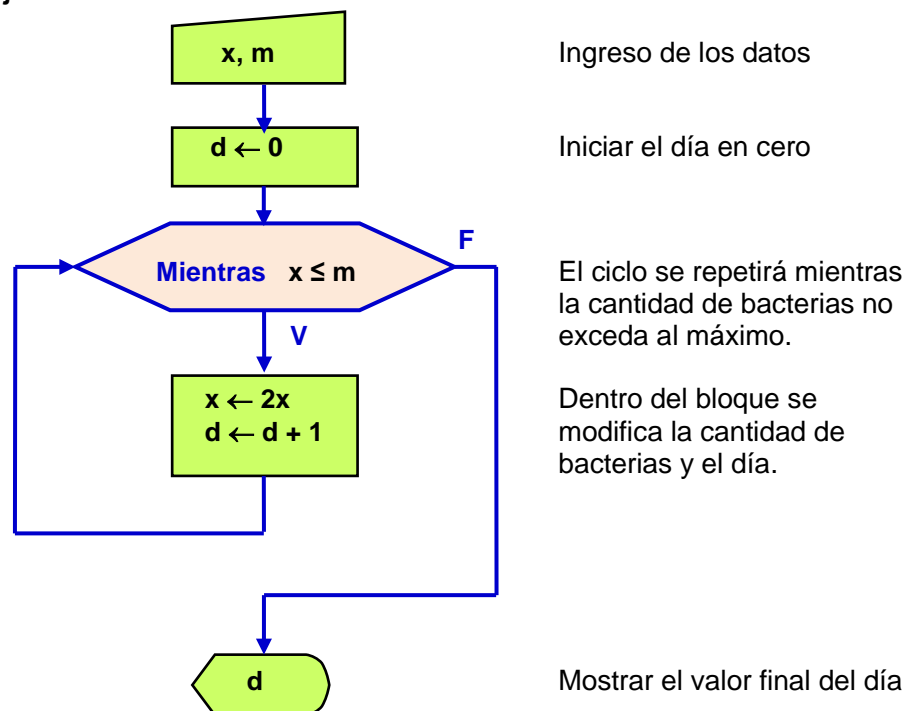 x, m
Ingreso de los datos
d ← 0
Iniciar el día en cero
F
Mientras x ≤ m
El ciclo se repetirá mientras
la cantidad de bacterias no
exceda al máximo.
V
x ← 2x
d ← d + 1
Dentro del bloque se
modifica la cantidad de
bacterias y el día.
d
Mostrar el valor final del día